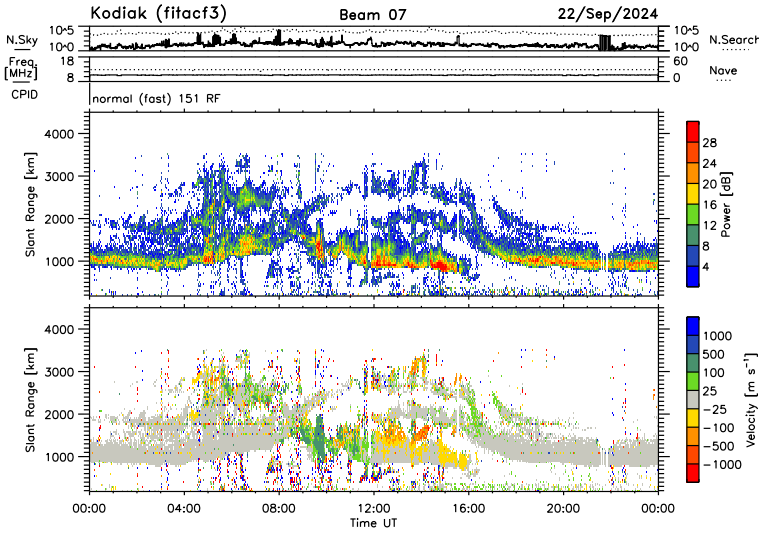 Kodiak (fitacf3) Beam 07 22/Sep/2024
N.Sky 10^5 10^0 10^5 10^0 N.Search
Freq. [MHz] 18 8 60 0 Nave
CPID normal (fast) 151 RF
Slant Range [km] 4000 3000 2000 1000
28 24 20 16 12 8 4 Power [dB]
Slant Range [km] 4000 3000 2000 1000
1000 500 100 25 -25 -100 -500 -1000 Velocity [m s⁻¹]
00:00 04:00 08:00 12:00 16:00 20:00 00:00
Time UT